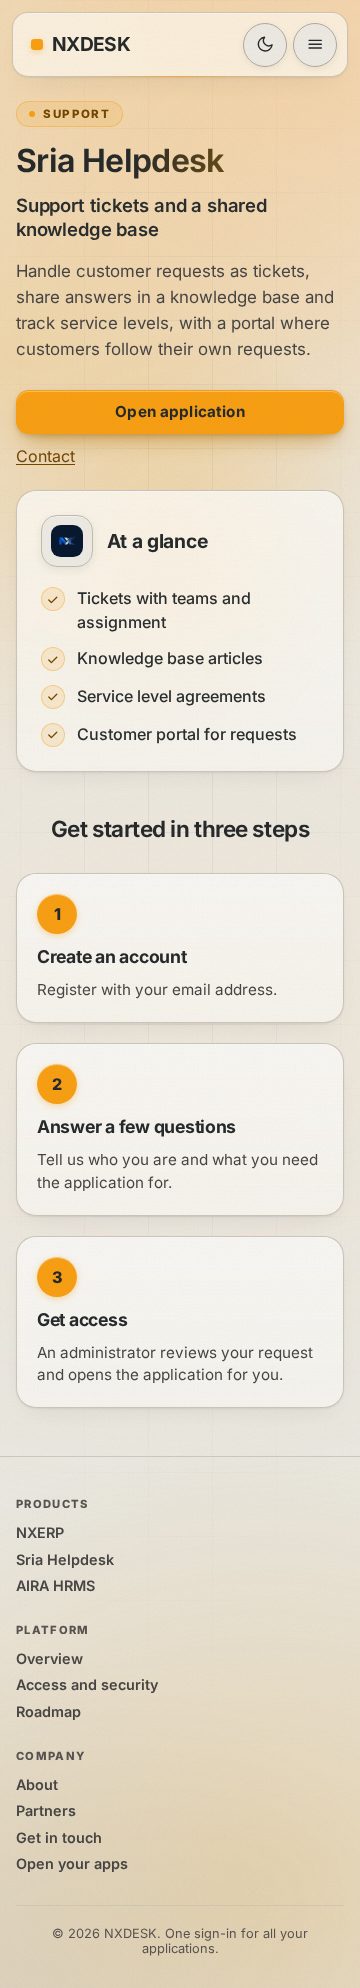 NXDESK
SUPPORT
Sria Helpdesk
Support tickets and a shared
knowledge base
Handle customer requests as tickets,
share answers in a knowledge base and
track service levels, with a portal where
customers follow their own requests.
Open application
Contact
At a glance
Tickets with teams and
assignment
Knowledge base articles
Service level agreements
Customer portal for requests
Get started in three steps
1
Create an account
Register with your email address.
2
Answer a few questions
Tell us who you are and what you need
the application for.
3
Get access
An administrator reviews your request
and opens the application for you.
PRODUCTS
NXERP
Sria Helpdesk
AIRA HRMS
PLATFORM
Overview
Access and security
Roadmap
COMPANY
About
Partners
Get in touch
Open your apps
© 2026 NXDESK. One sign-in for all your
applications.